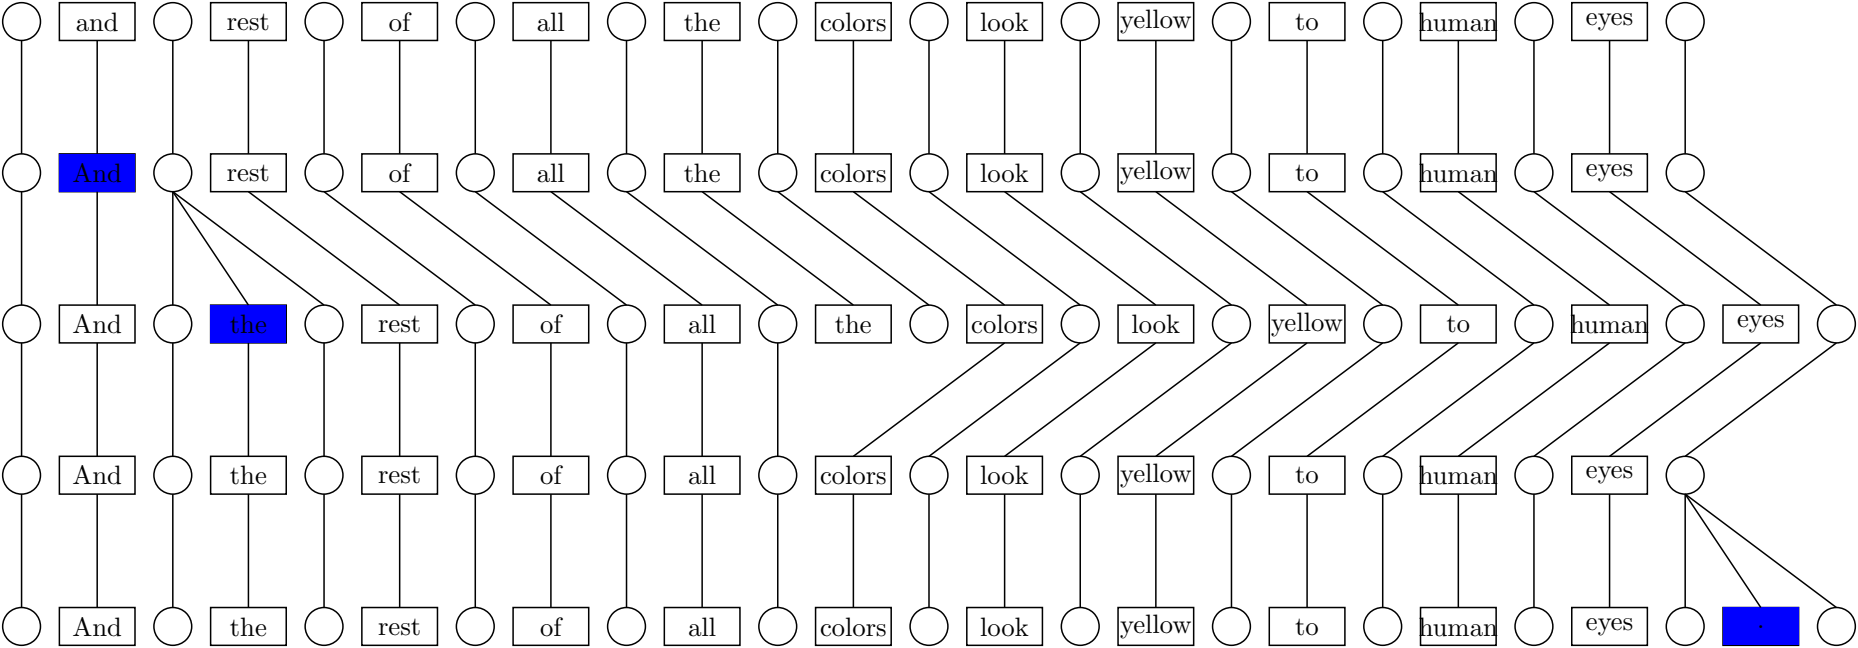 and rest of all the colors look yellow to human eyes
And rest of all the colors look yellow to human eyes
And the rest of all the colors look yellow to human eyes
And the rest of all colors look yellow to human eyes
And the rest of all colors look yellow to human eyes .